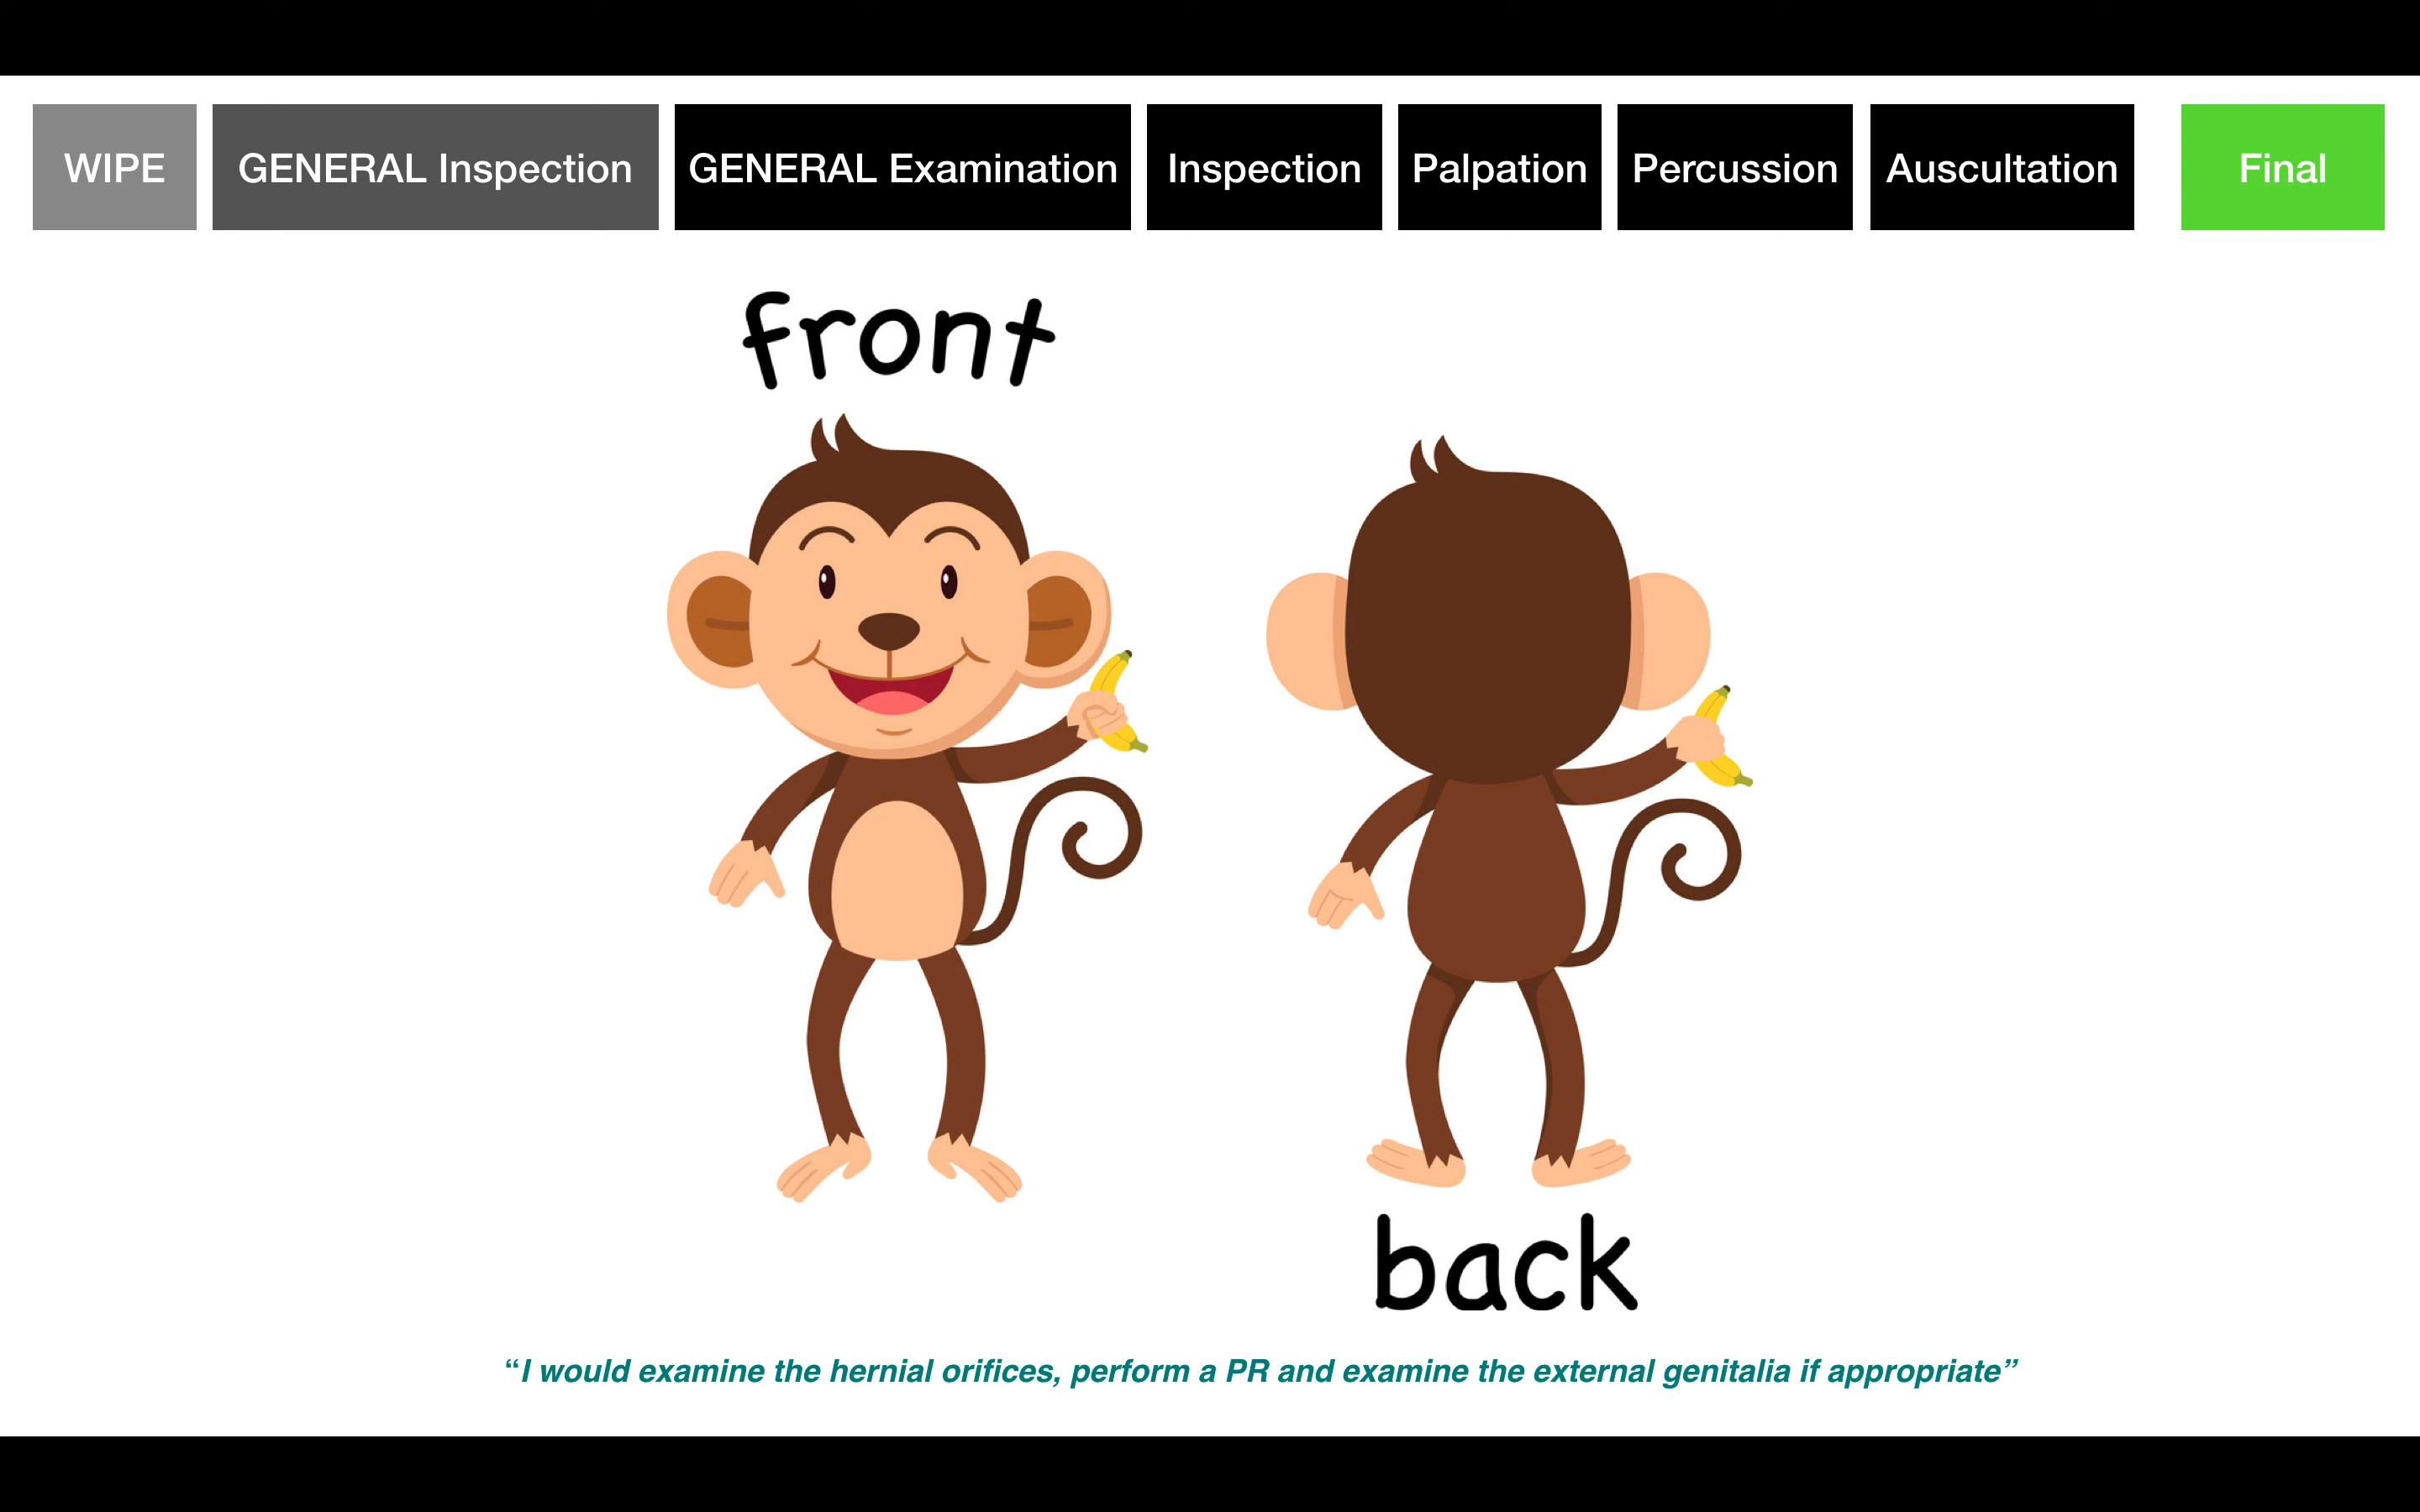 WIPE
GENERAL Inspection
GENERAL Examination
Inspection
Palpation
Percussion
Auscultation
Final
front
back
“I would examine the hernial orifices, perform a PR and examine the external genitalia if appropriate”